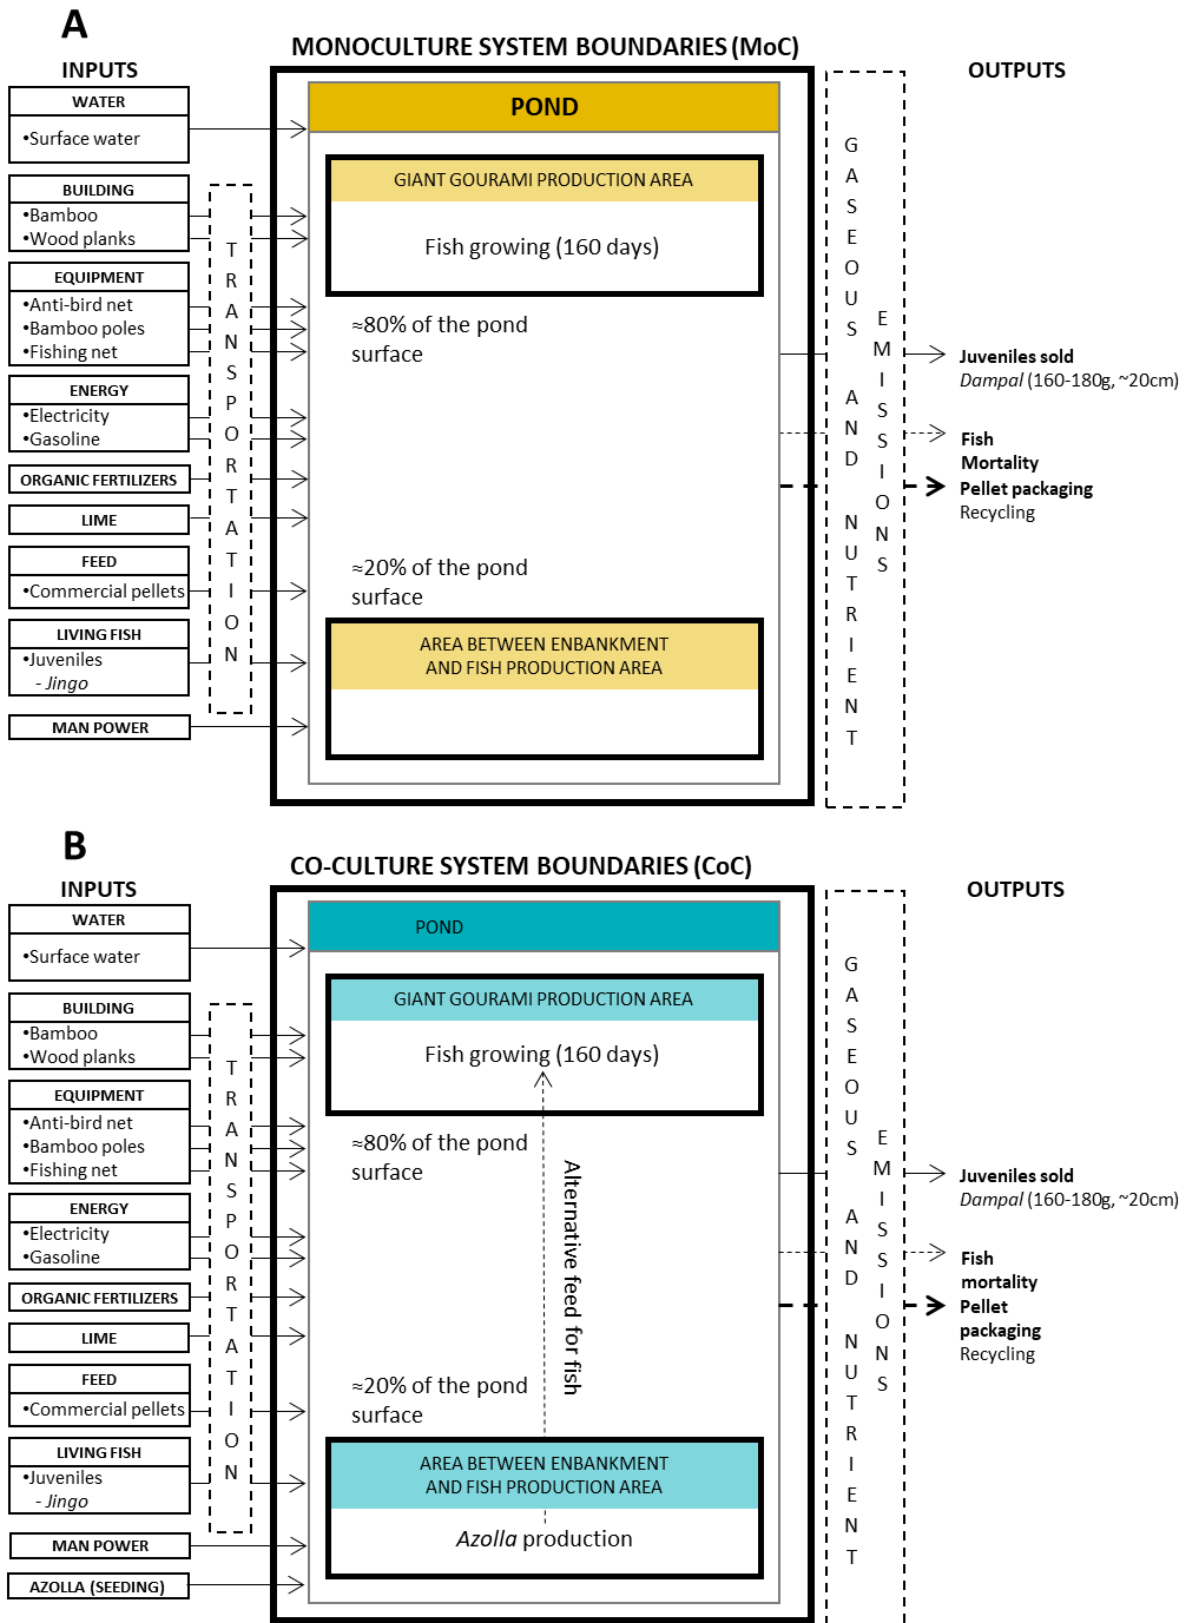 A
MONOCULTURE SYSTEM BOUNDARIES (MoC)
INPUTS
OUTPUTS
WATER
•Surface water
BUILDING
•Bamboo
•Wood planks
EQUIPMENT
•Anti-bird net
•Bamboo poles
•Fishing net
ENERGY
•Electricity
•Gasoline
ORGANIC FERTILIZERS
LIME
FEED
•Commercial pellets
LIVING FISH
•Juveniles
- Jingo
MAN POWER
TRANSPORTATION
POND
GIANT GOURAMI PRODUCTION AREA
Fish growing (160 days)
≈80% of the pond
surface
≈20% of the pond
surface
AREA BETWEEN ENBANKMENT
AND FISH PRODUCTION AREA
GASEOUS AND NUTRIENT
EMISSIONS
Juveniles sold
Dampal (160-180g, ~20cm)
Fish
Mortality
Pellet packaging
Recycling
B
CO-CULTURE SYSTEM BOUNDARIES (CoC)
INPUTS
OUTPUTS
WATER
•Surface water
BUILDING
•Bamboo
•Wood planks
EQUIPMENT
•Anti-bird net
•Bamboo poles
•Fishing net
ENERGY
•Electricity
•Gasoline
ORGANIC FERTILIZERS
LIME
FEED
•Commercial pellets
LIVING FISH
•Juveniles
- Jingo
MAN POWER
AZOLLA (SEEDING)
TRANSPORTATION
POND
GIANT GOURAMI PRODUCTION AREA
Fish growing (160 days)
≈80% of the pond
surface
Alternative feed for fish
≈20% of the pond
surface
AREA BETWEEN ENBANKMENT
AND FISH PRODUCTION AREA
Azolla production
GASEOUS AND NUTRIENT
EMISSIONS
Juveniles sold
Dampal (160-180g, ~20cm)
Fish
mortality
Pellet
packaging
Recycling